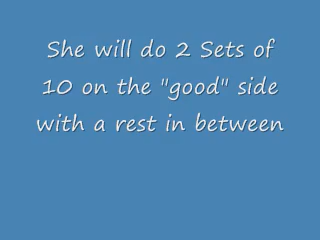 She will do 2 Sets of
10 on the "good" side
with a rest in between